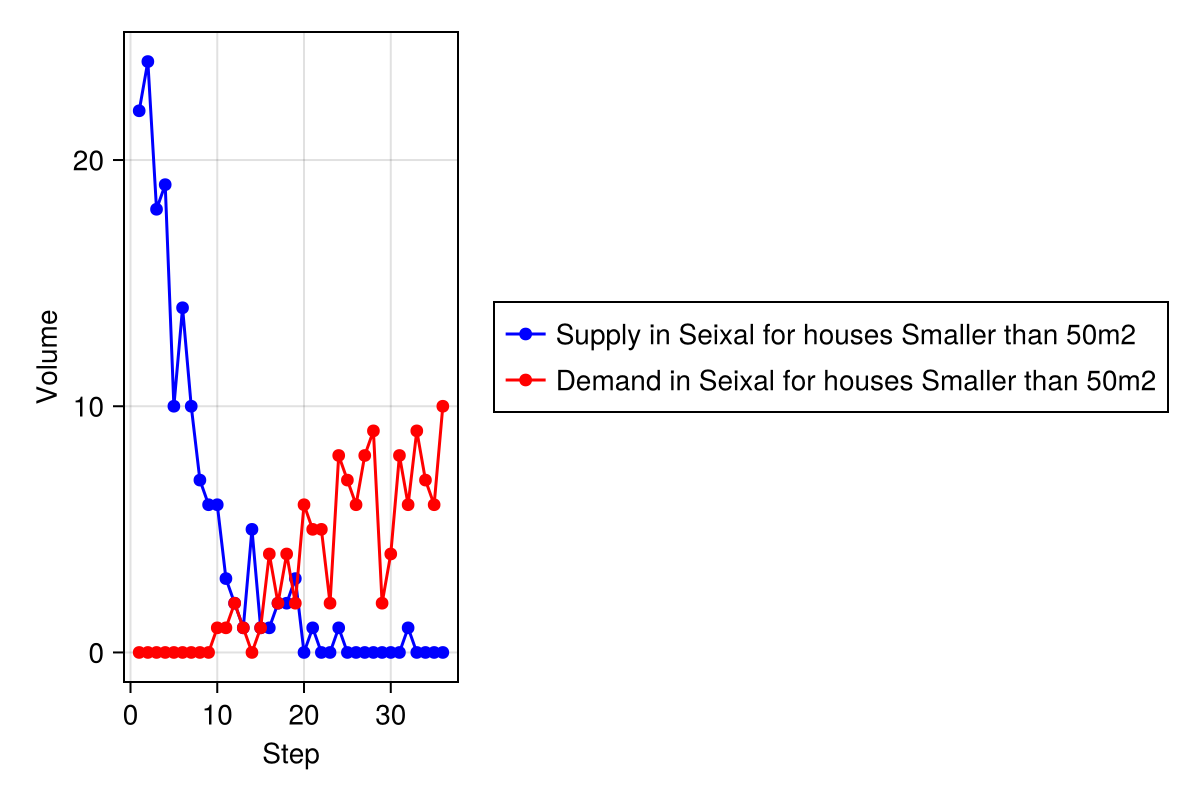 20
10
0
Volume
0 10 20 30
Step
Supply in Seixal for houses Smaller than 50m2
Demand in Seixal for houses Smaller than 50m2